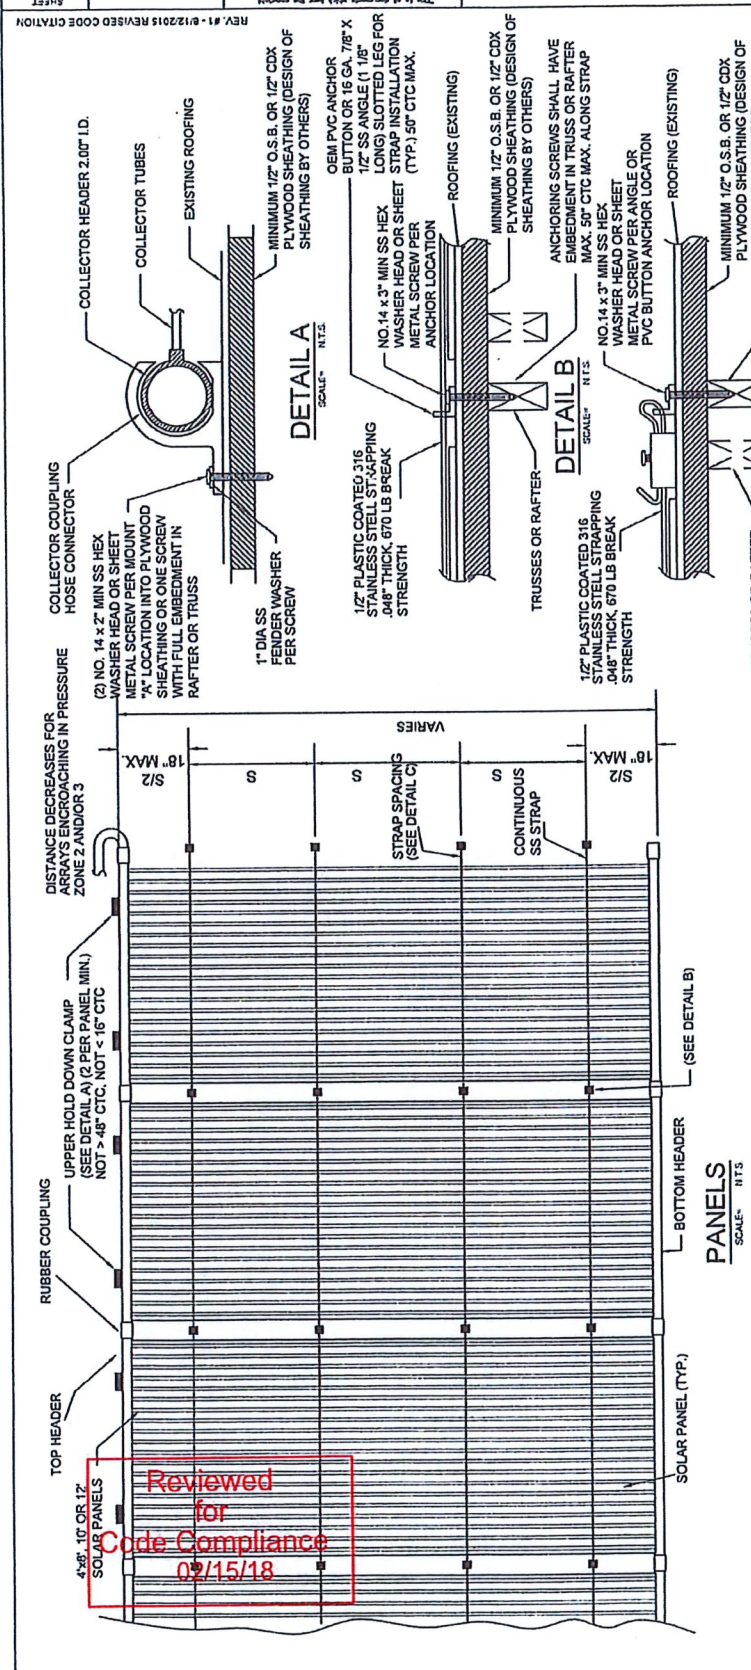 REV. #1 - 8/12/2015 REVISED CODE CITATION
SHEET
TOP HEADER
RUBBER COUPLING
UPPER HOLD DOWN CLAMP
(SEE DETAIL A) (2 PER PANEL MIN.)
NOT > 48" CTC, NOT < 16" CTC
DISTANCE DECREASES FOR
ARRAYS ENCROACHING IN PRESSURE
ZONE 2 AND/OR 3
4'x8', 10' OR 12'
SOLAR PANELS
Reviewed
for
Code Compliance
02/15/18
S/2
18" MAX.
S
S
S
S/2
18" MAX.
VARIES
STRAP SPACING
(SEE DETAIL C)
CONTINUOUS
SS STRAP
(SEE DETAIL B)
SOLAR PANEL (TYP.)
BOTTOM HEADER
PANELS
SCALE= N.T.S.
COLLECTOR COUPLING
HOSE CONNECTOR
COLLECTOR HEADER 2.00" I.D.
COLLECTOR TUBES
EXISTING ROOFING
MINIMUM 1/2" O.S.B. OR 1/2" CDX
PLYWOOD SHEATHING (DESIGN OF
SHEATHING BY OTHERS)
(2) NO. 14 x 2" MIN SS HEX
WASHER HEAD OR SHEET
METAL SCREW PER MOUNT
"A" LOCATION INTO PLYWOOD
SHEATHING OR ONE SCREW
WITH FULL EMBEDMENT IN
RAFTER OR TRUSS
1" DIA SS
FENDER WASHER
PER SCREW
DETAIL A
SCALE= N.T.S.
OEM PVC ANCHOR
BUTTON OR 16 GA. 7/8" X
1/2" SS ANGLE (1 1/8"
LONG) SLOTTED LEG FOR
STRAP INSTALLATION
(TYP.) 50" CTC MAX.
NO.14 x 3" MIN SS HEX
WASHER HEAD OR SHEET
METAL SCREW PER
ANCHOR LOCATION
ROOFING (EXISTING)
MINIMUM 1/2" O.S.B. OR 1/2" CDX
PLYWOOD SHEATHING (DESIGN OF
SHEATHING BY OTHERS)
1/2" PLASTIC COATED 316
STAINLESS STELL STRAPPING
.048" THICK, 670 LB BREAK
STRENGTH
TRUSSES OR RAFTER
ANCHORING SCREWS SHALL HAVE
EMBEDMENT IN TRUSS OR RAFTER
MAX. 50" CTC MAX. ALONG STRAP
DETAIL B
SCALE= N.T.S.
NO.14 x 3" MIN SS HEX
WASHER HEAD OR SHEET
METAL SCREW PER ANGLE OR
PVC BUTTON ANCHOR LOCATION
ROOFING (EXISTING)
1/2" PLASTIC COATED 316
STAINLESS STELL STRAPPING
.048" THICK, 670 LB BREAK
STRENGTH
MINIMUM 1/2" O.S.B. OR 1/2" CDX
PLYWOOD SHEATHING (DESIGN OF